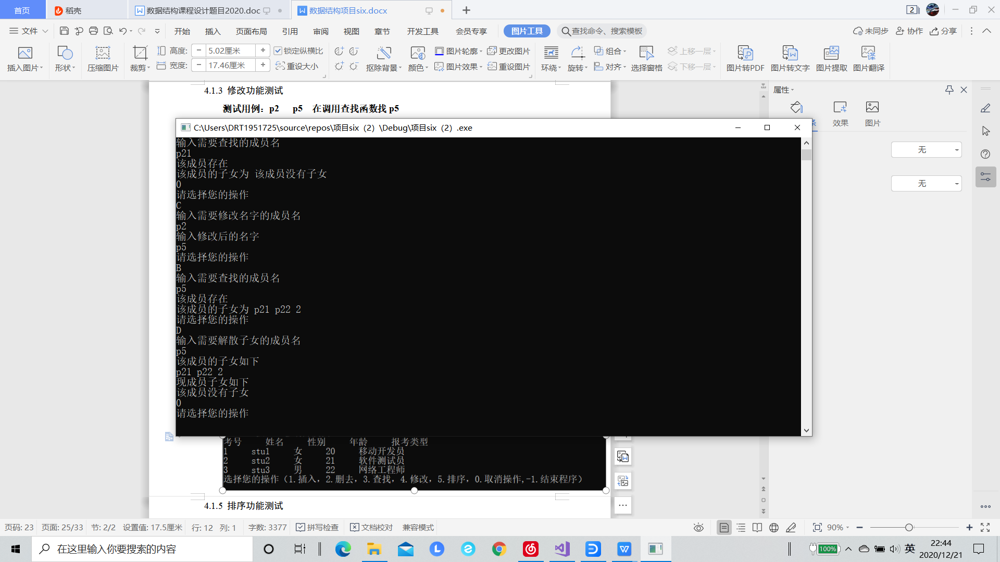 首页
稻壳
数据结构课程设计题目2020.doc
数据结构项目six.docx
2
文件
开始
插入
页面布局
引用
审阅
视图
章节
开发工具
会员专享
图片工具
查找命令、搜索模板
未同步
协作
分享
插入图片
形状
压缩图片
裁剪
高度:
5.02厘米
宽度:
17.46厘米
锁定纵横比
重设大小
抠除背景
颜色
图片轮廓
图片效果
更改图片
重设图片
环绕
旋转
组合
对齐
选择窗格
上移一层
下移一层
图片转PDF
图片转文字
图片提取
图片翻译
4.1.3 修改功能测试
测试用例：p2 p5 在调用查找函数找 p5
属性
效果
图片
无
无
C:\Users\DRT1951725\source\repos\项目six（2）\Debug\项目six（2）.exe
输入需要查找的成员名
p21
该成员存在
该成员的子女为 该成员没有子女
0
请选择您的操作
C
输入需要修改名字的成员名
p2
输入修改后的名字
p5
请选择您的操作
B
输入需要查找的成员名
p5
该成员存在
该成员的子女为 p21 p22 2
请选择您的操作
D
输入需要解散子女的成员名
p5
该成员的子女如下
p21 p22 2
现成员子女如下
该成员没有子女
0
请选择您的操作
考号 姓名 性别 年龄 报考类型
1 stu1 女 20 移动开发员
2 stu2 女 21 软件测试员
3 stu3 男 22 网络工程师
选择您的操作（1.插入，2.删去，3.查找，4.修改，5.排序，0.取消操作,-1.结束程序）
4.1.5 排序功能测试
页码: 23
页面: 25/33
节: 2/2
设置值: 17.5厘米
行: 12
列: 1
字数: 3377
拼写检查
文档校对
兼容模式
90%
在这里输入你要搜索的内容
100%
英
22:44
2020/12/21